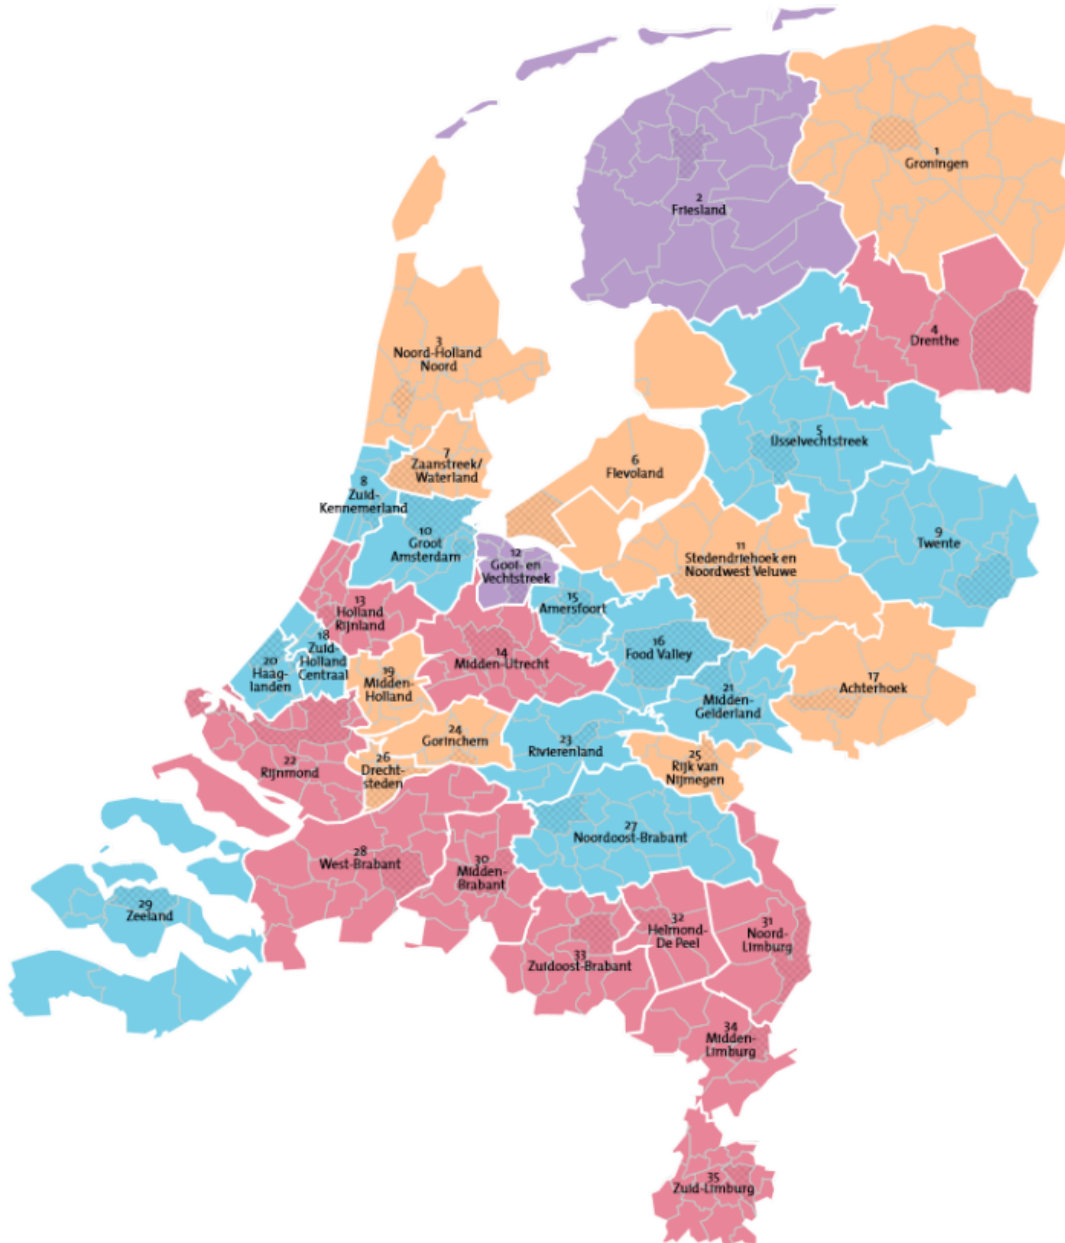 1
Groningen
2
Friesland
3
Noord-Holland
Noord
4
Drenthe
5
IJsselvechtstreek
6
Flevoland
7
Zaanstreek/
Waterland
8
Zuid-
Kennemerland
9
Twente
10
Groot
Amsterdam
11
Stedendriehoek en
Noordwest Veluwe
12
Gooi- en
Vechtstreek
13
Holland
Rijnland
14
Midden-Utrecht
15
Amersfoort
16
Food Valley
17
Achterhoek
18
Zuid-
Holland
Centraal
19
Midden-
Holland
20
Haag-
landen
21
Midden-
Gelderland
22
Rijnmond
23
Rivierenland
24
Gorinchem
25
Rijk van
Nijmegen
26
Drecht-
steden
27
Noordoost-Brabant
28
West-Brabant
29
Zeeland
30
Midden-
Brabant
31
Noord-
Limburg
32
Helmond-
De Peel
33
Zuidoost-Brabant
34
Midden-
Limburg
35
Zuid-Limburg